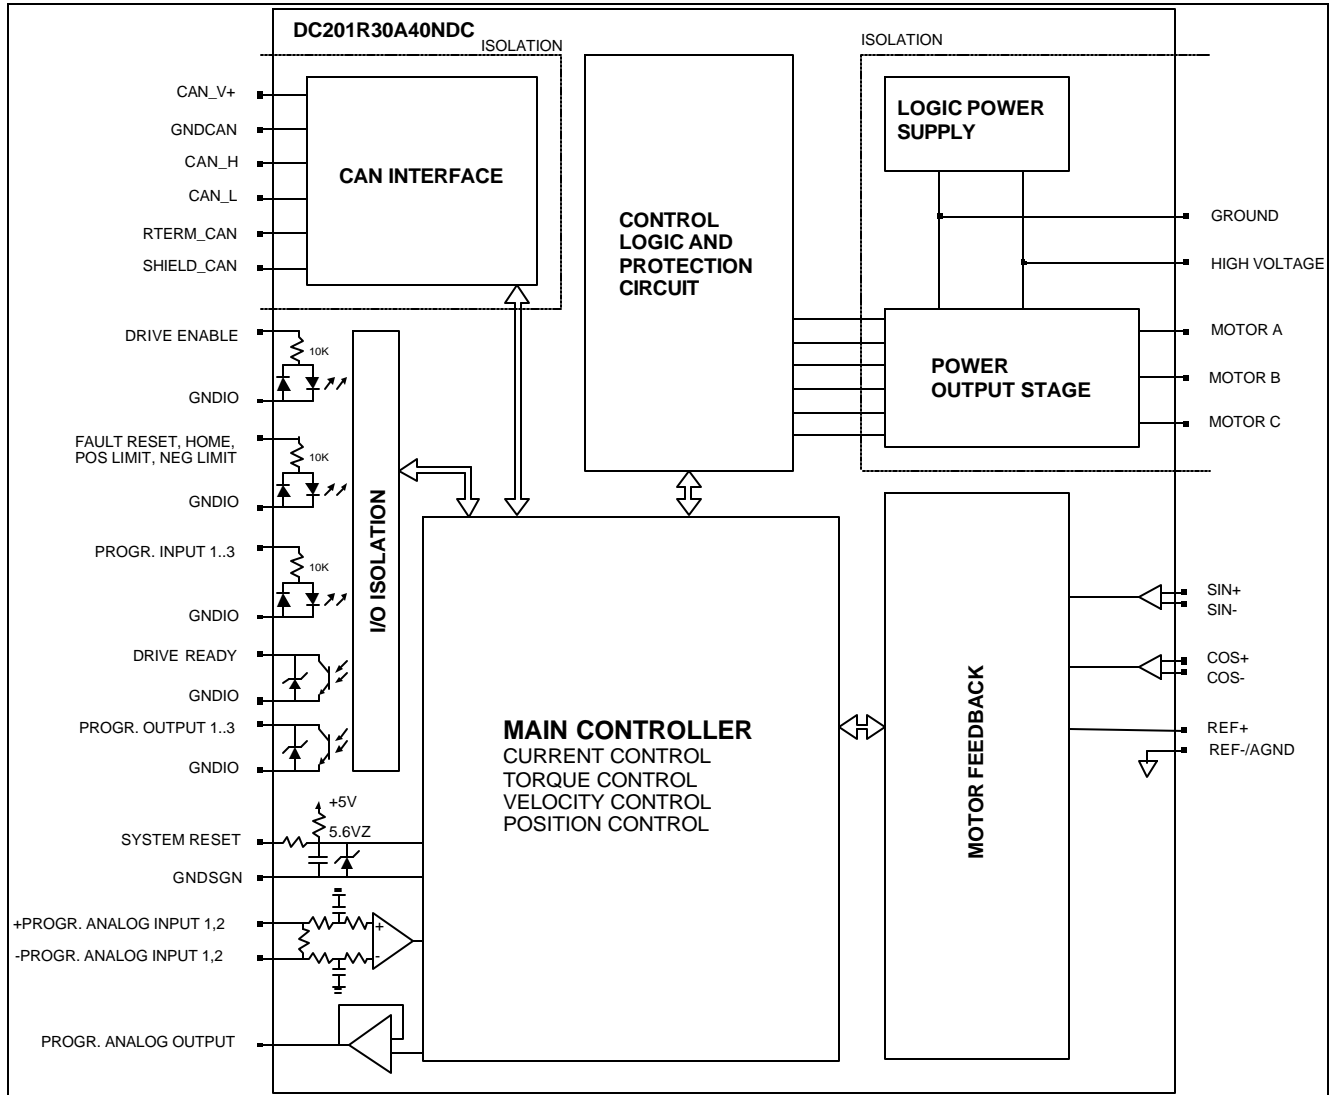 DC201R30A40NDC
ISOLATION
ISOLATION
CAN_V+
GNDCAN
CAN_H
CAN_L
RTERM_CAN
SHIELD_CAN
CAN INTERFACE
CONTROL
LOGIC AND
PROTECTION
CIRCUIT
LOGIC POWER
SUPPLY
GROUND
HIGH VOLTAGE
POWER
OUTPUT STAGE
MOTOR A
MOTOR B
MOTOR C
DRIVE ENABLE
10K
GNDIO
FAULT RESET, HOME,
POS LIMIT, NEG LIMIT
10K
GNDIO
PROGR. INPUT 1..3
10K
GNDIO
DRIVE READY
GNDIO
PROGR. OUTPUT 1..3
GNDIO
I/O ISOLATION
MAIN CONTROLLER
CURRENT CONTROL
TORQUE CONTROL
VELOCITY CONTROL
POSITION CONTROL
MOTOR FEEDBACK
SIN+
SIN-
COS+
COS-
REF+
REF-/AGND
SYSTEM RESET
+5V
5.6VZ
GNDSGN
+PROGR. ANALOG INPUT 1,2
+
-PROGR. ANALOG INPUT 1,2
-
PROGR. ANALOG OUTPUT